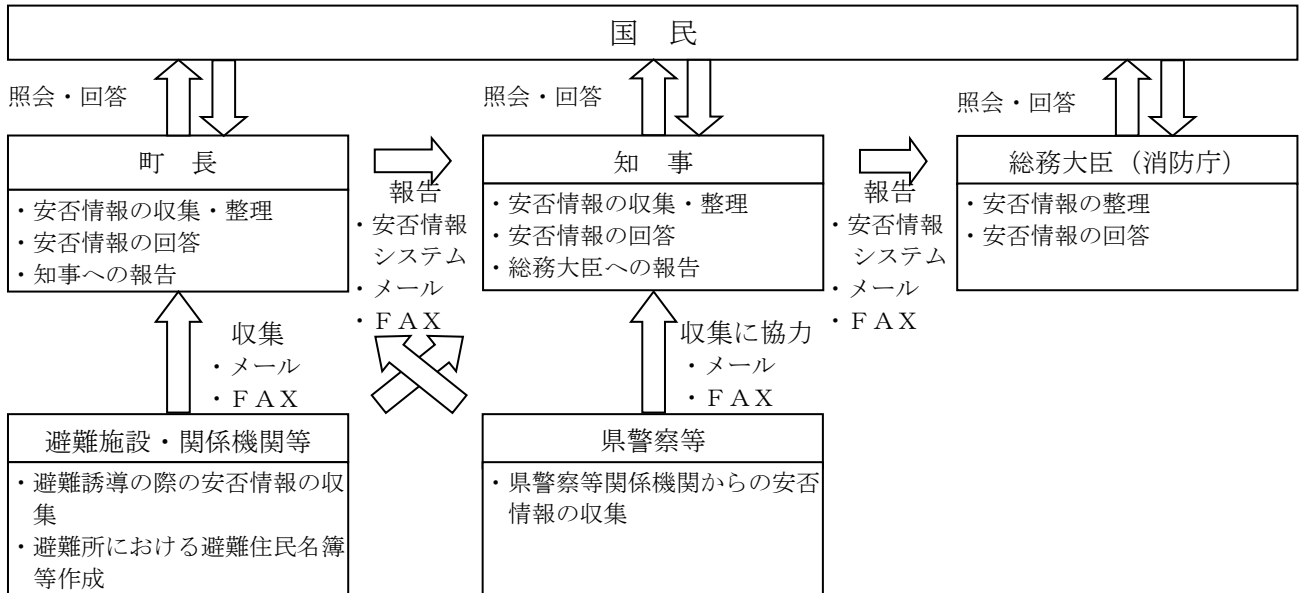 国　民
照会・回答
照会・回答
照会・回答
町　長
・安否情報の収集・整理
・安否情報の回答
・知事への報告
報告
・安否情報
システム
・メール
・ＦＡＸ
知　事
・安否情報の収集・整理
・安否情報の回答
・総務大臣への報告
報告
・安否情報
システム
・メール
・ＦＡＸ
総務大臣（消防庁）
・安否情報の整理
・安否情報の回答
収集
・メール
・ＦＡＸ
収集に協力
・メール
・ＦＡＸ
避難施設・関係機関等
・避難誘導の際の安否情報の収
集
・避難所における避難住民名簿
等作成
県警察等
・県警察等関係機関からの安否
情報の収集